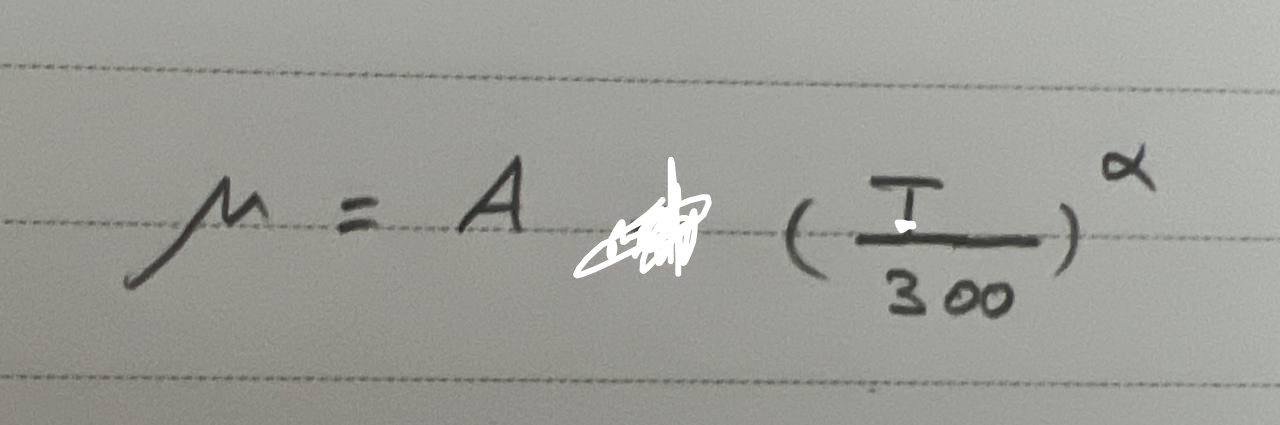 μ = A (T/300)^α